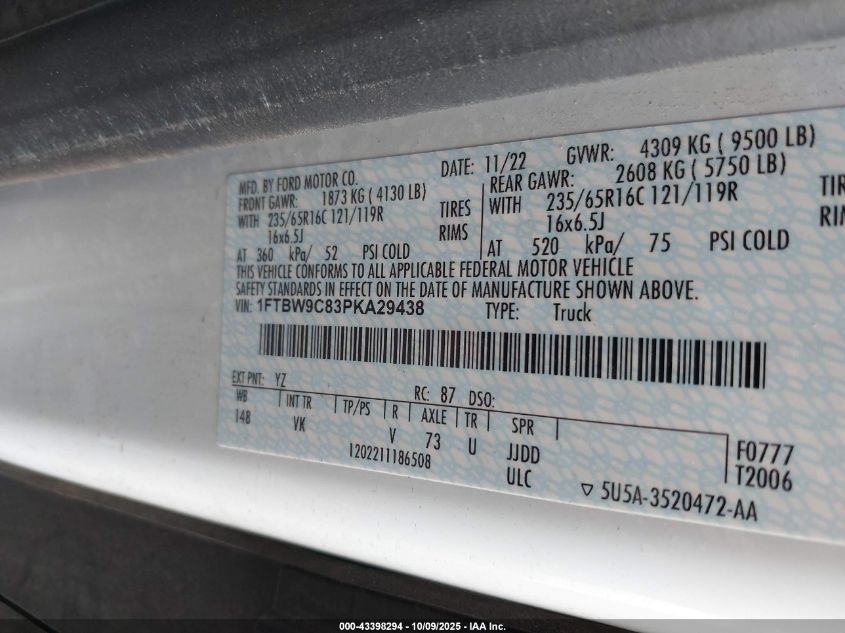 MFD. BY FORD MOTOR CO. DATE: 11/22 GVWR: 4309 KG ( 9500 LB)
FRONT GAWR: 1873 KG ( 4130 LB) REAR GAWR: 2608 KG ( 5750 LB)
WITH 235/65R16C 121/119R TIRES WITH 235/65R16C 121/119R TIRE
16x6.5J RIMS 16x6.5J RIM
AT 360 kPa/ 52 PSI COLD AT 520 kPa/ 75 PSI COLD
THIS VEHICLE CONFORMS TO ALL APPLICABLE FEDERAL MOTOR VEHICLE
SAFETY STANDARDS IN EFFECT ON THE DATE OF MANUFACTURE SHOWN ABOVE.
VIN: 1FTBW9C83PKA29438 TYPE: Truck
EXT PNT: YZ RC: 87 DSO:
WB INT TR TP/PS R AXLE TR SPR
148 VK V 73 U JJDD F0777
1202211186508 ULC T2006
▽ 5U5A-3520472-AA
000-43398294 - 10/09/2025 - IAA Inc.